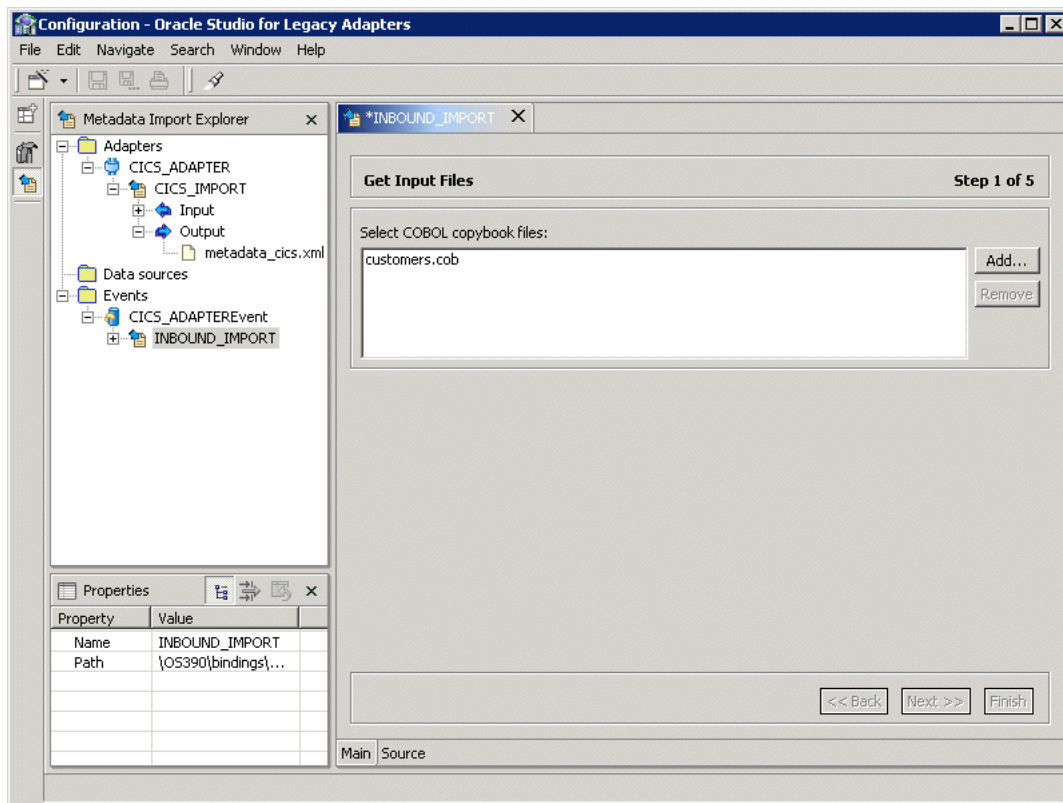 Configuration - Oracle Studio for Legacy Adapters
File Edit Navigate Search Window Help
Metadata Import Explorer
Adapters
CICS_ADAPTER
CICS_IMPORT
Input
Output
metadata_cics.xml
Data sources
Events
CICS_ADAPTEREvent
INBOUND_IMPORT
*INBOUND_IMPORT
Get Input Files Step 1 of 5
Select COBOL copybook files:
customers.cob
Add...
Remove
Properties
Property Value
Name INBOUND_IMPORT
Path \OS390\bindings\...
<< Back Next >> Finish
Main Source